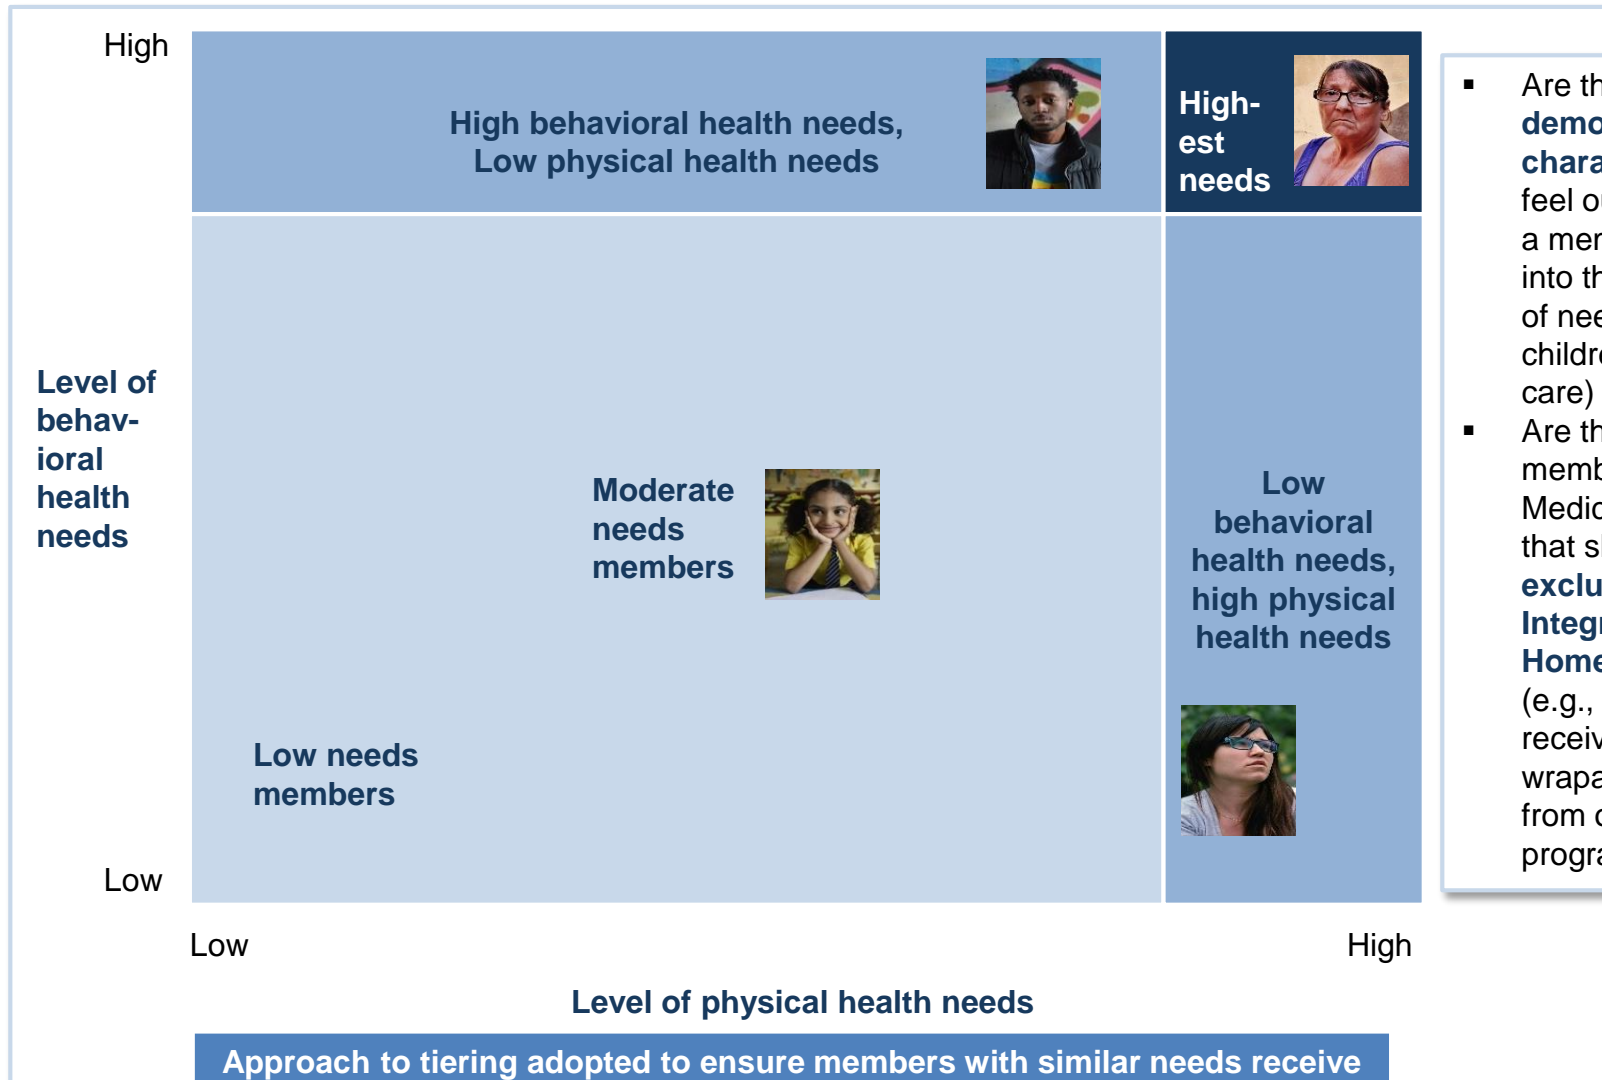 High
High behavioral health needs,
Low physical health needs
High-
est
needs
Level of
behav-
ioral
health
needs
Moderate
needs
members
Low
behavioral
health needs,
high physical
health needs
Low needs
members
Low
Low
High
Level of physical health needs
Approach to tiering adopted to ensure members with similar needs receive
▪ Are th
demo
chara
feel o
a mer
into th
of nee
childre
care)
▪ Are th
memb
Medic
that s
exclu
Integr
Home
(e.g.,
receiv
wrapa
from
progra